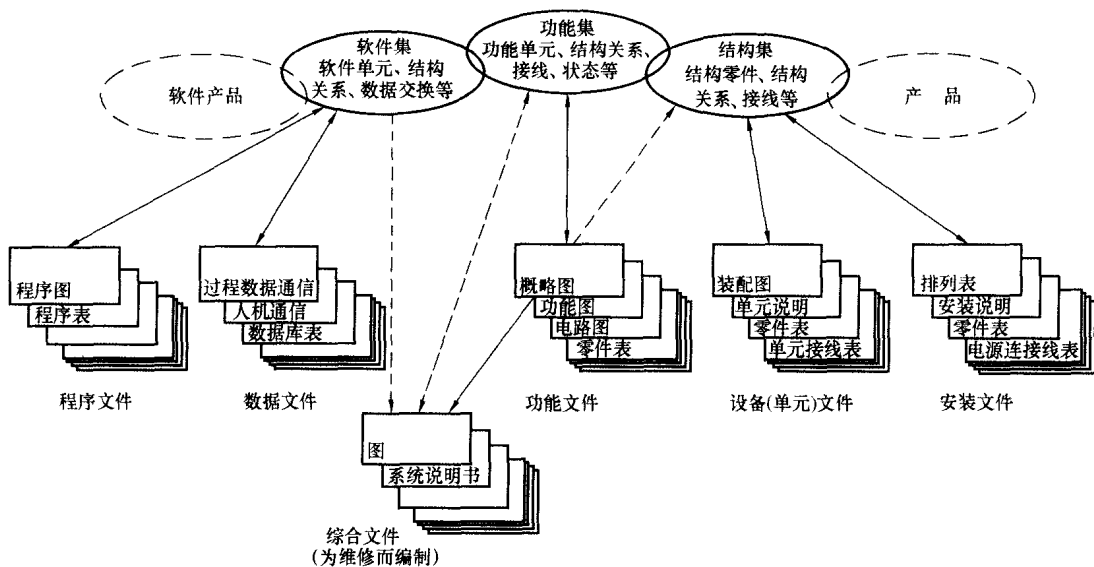 功能集
功能单元、结构关系、
接线、状态等
软件集
软件单元、结构
关系、数据交换等
结构集
结构零件、结构
关系、接线等
软件产品
产 品
程序图
程序表
过程数据通信
人机通信
数据库表
概略图
功能图
电路图
零件表
装配图
单元说明
零件表
单元接线表
排列表
安装说明
零件表
电源连接线表
程序文件
数据文件
功能文件
设备(单元)文件
安装文件
图
系统说明书
综合文件
(为维修而编制)